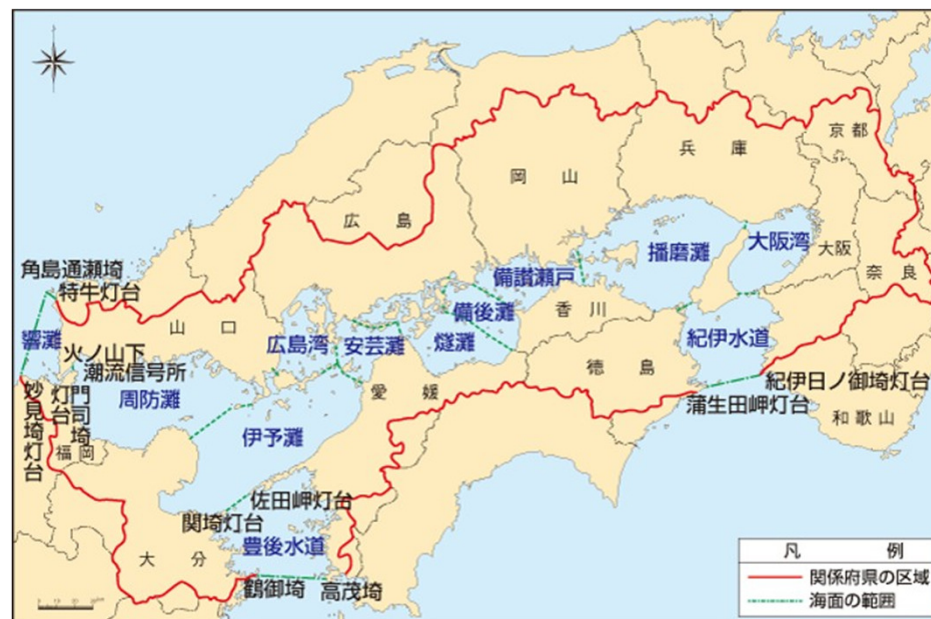 京都
兵庫
岡山
広島
大阪湾
播磨灘
大阪
奈良
角島通瀬埼
特牛灯台
備讃瀬戸
備後灘
香川
山口
響灘
広島湾
安芸灘
燧灘
紀伊水道
火ノ山下
潮流信号所
徳島
愛媛
紀伊日ノ御埼灯台
周防灘
蒲生田岬灯台
和歌山
妙見埼灯台
門司埼
灯台
福岡
伊予灘
佐田岬灯台
関埼灯台
豊後水道
大分
鶴御埼
高茂埼
凡例
関係府県の区域
海面の範囲